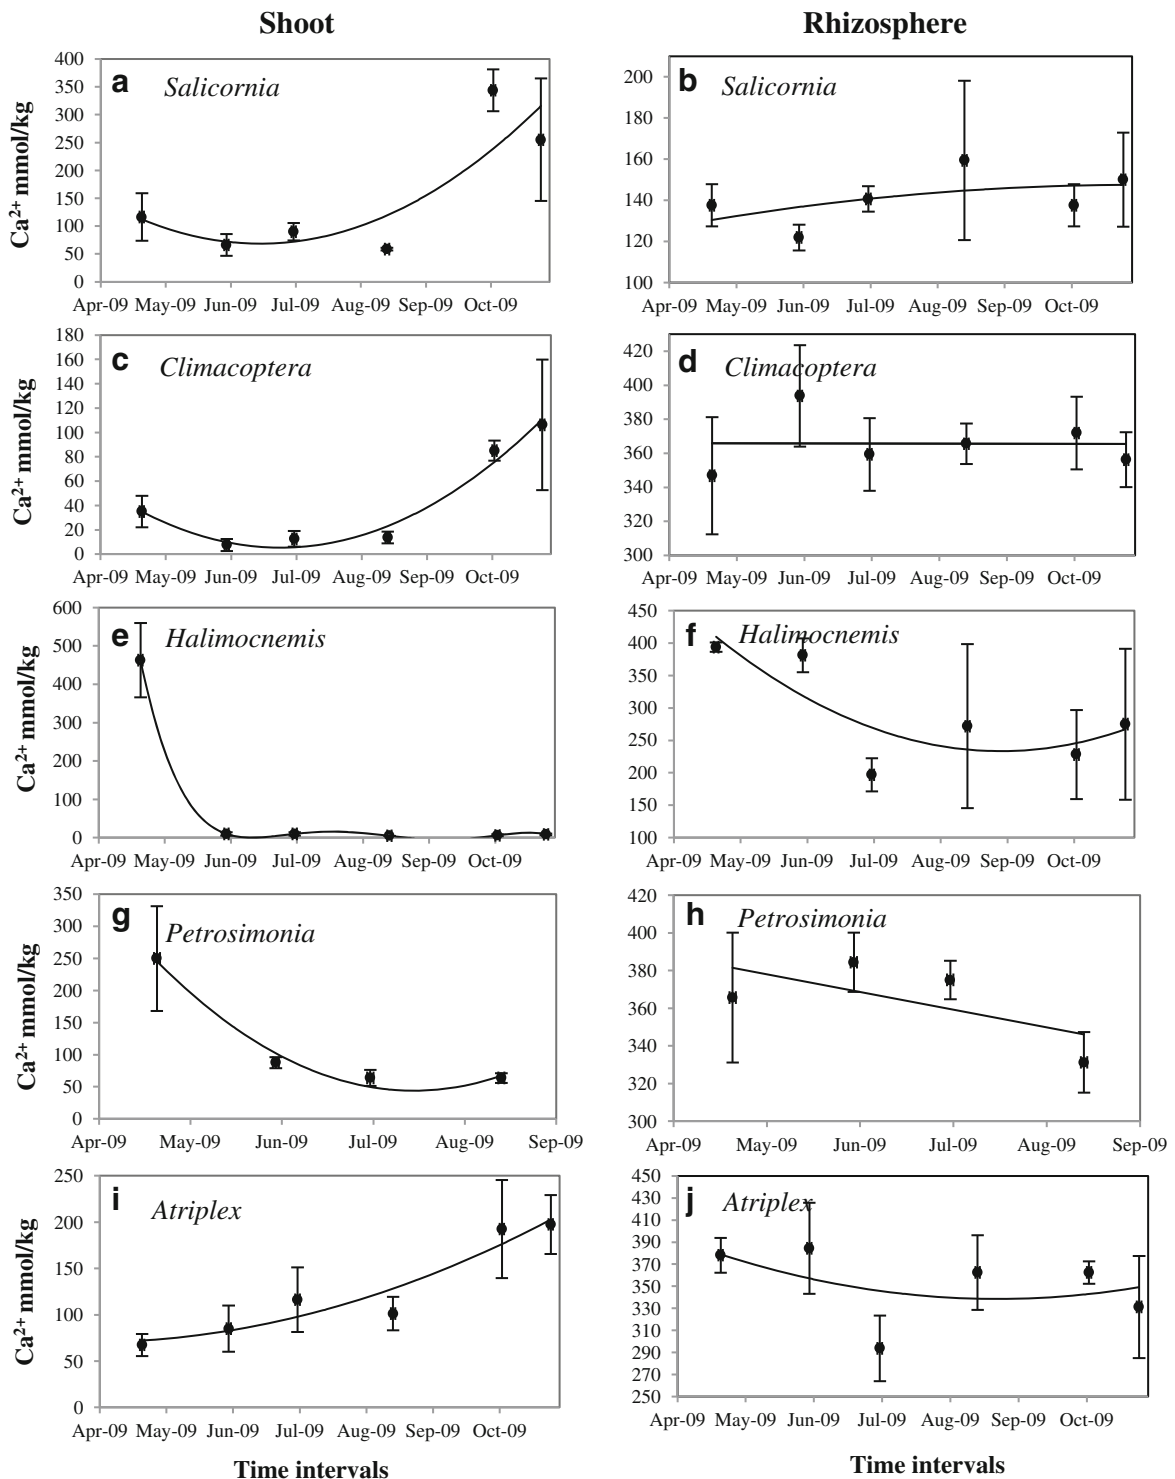 Shoot
Rhizosphere
a
Salicornia
Ca²⁺ mmol/kg
400
350
300
250
200
150
100
50
0
Apr-09 May-09 Jun-09 Jul-09 Aug-09 Sep-09 Oct-09
b
Salicornia
200
180
160
140
120
100
Apr-09 May-09 Jun-09 Jul-09 Aug-09 Sep-09 Oct-09
c
Climacoptera
Ca²⁺ mmol/kg
180
160
140
120
100
80
60
40
20
0
Apr-09 May-09 Jun-09 Jul-09 Aug-09 Sep-09 Oct-09
d
Climacoptera
420
400
380
360
340
320
300
Apr-09 May-09 Jun-09 Jul-09 Aug-09 Sep-09 Oct-09
e
Halimocnemis
Ca²⁺ mmol/kg
600
500
400
300
200
100
0
Apr-09 May-09 Jun-09 Jul-09 Aug-09 Sep-09 Oct-09
f
Halimocnemis
450
400
350
300
250
200
150
100
Apr-09 May-09 Jun-09 Jul-09 Aug-09 Sep-09 Oct-09
g
Petrosimonia
Ca²⁺ mmol/kg
350
300
250
200
150
100
50
0
Apr-09 May-09 Jun-09 Jul-09 Aug-09 Sep-09
h
Petrosimonia
420
400
380
360
340
320
300
Apr-09 May-09 Jun-09 Jul-09 Aug-09 Sep-09
i
Atriplex
Ca²⁺ mmol/kg
250
200
150
100
50
0
Apr-09 May-09 Jun-09 Jul-09 Aug-09 Sep-09 Oct-09
Time intervals
j
Atriplex
450
430
410
390
370
350
330
310
290
270
250
Apr-09 May-09 Jun-09 Jul-09 Aug-09 Sep-09 Oct-09
Time intervals